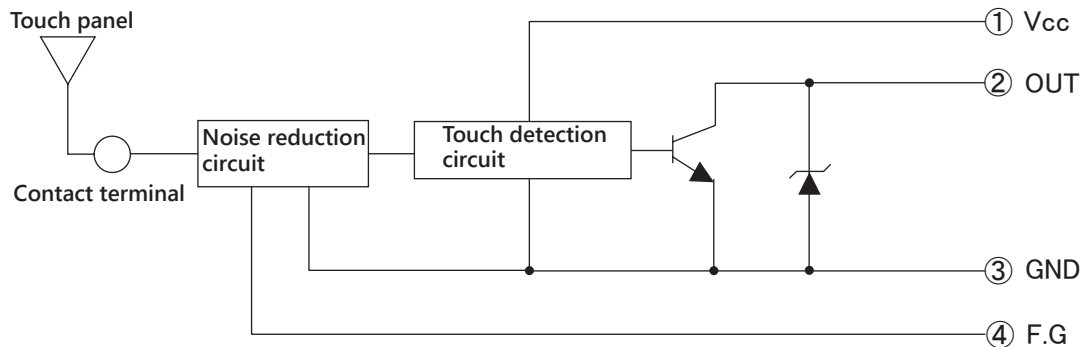 Touch panel
① Vcc
② OUT
Noise reduction
circuit
Touch detection
circuit
Contact terminal
③ GND
④ F.G